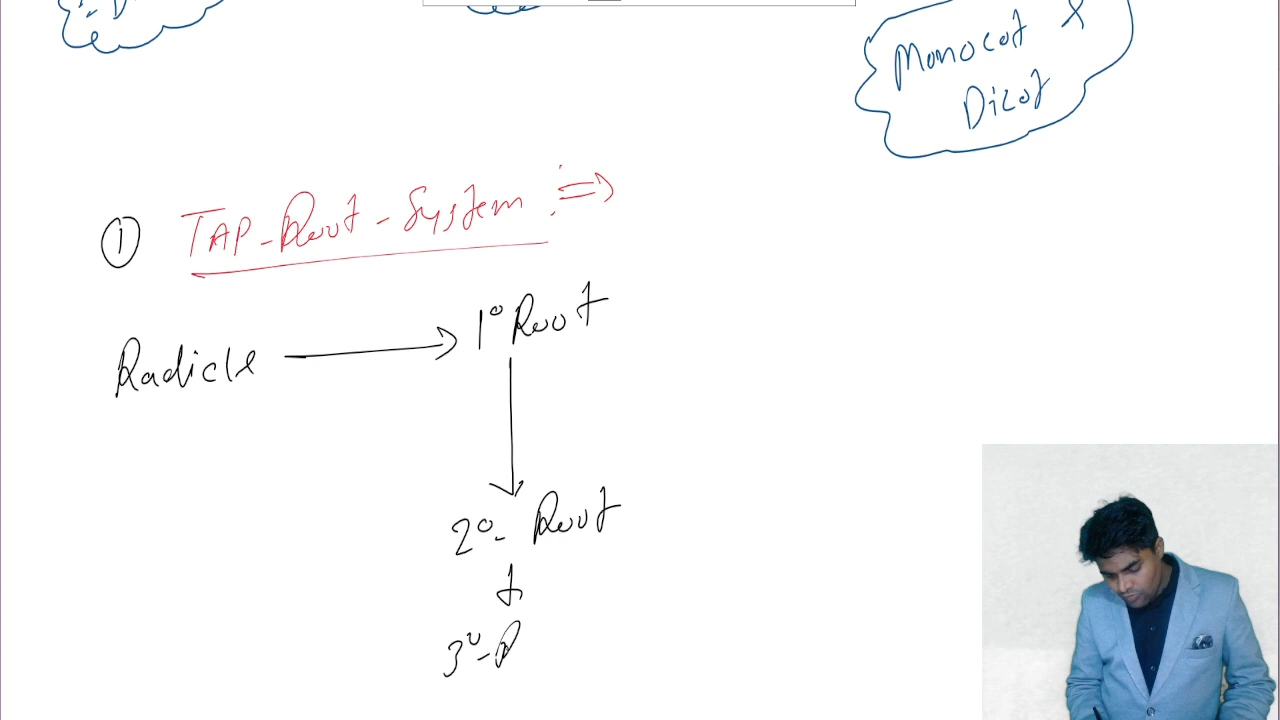 Monocot &
Dicot
① TAP-Root-System :⇒
Radicle → 1° Root
2°- Root
↓
3°-R